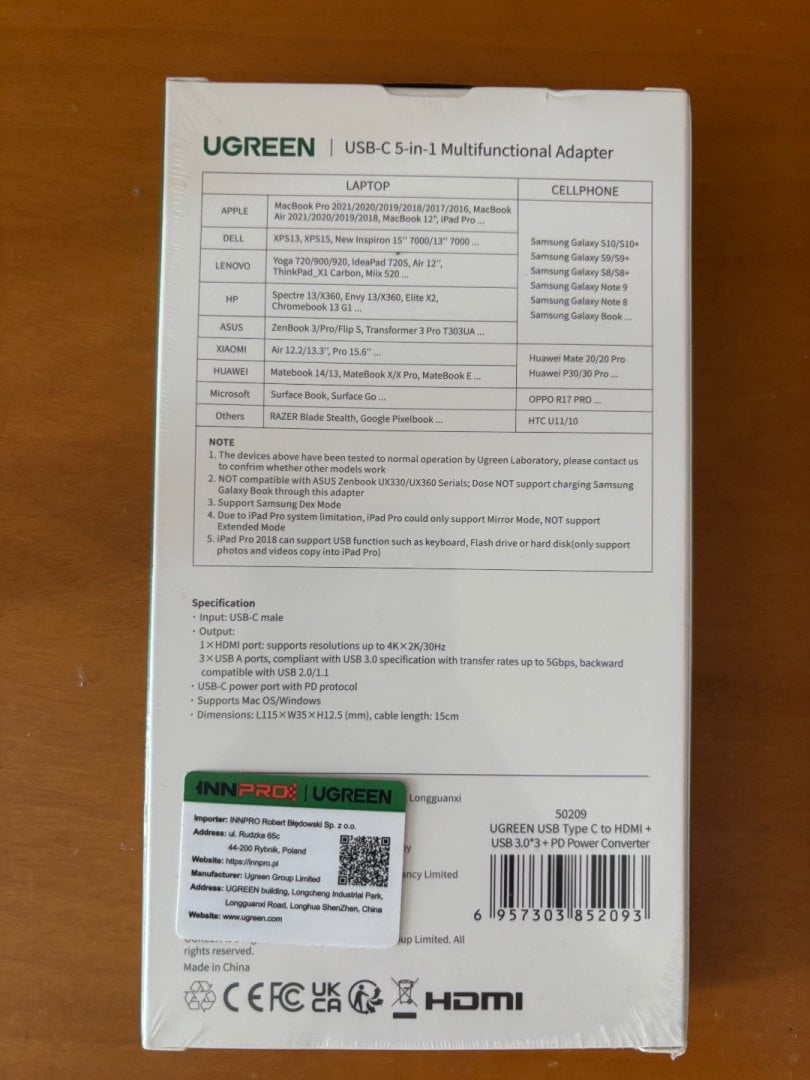 UGREEN | USB-C 5-in-1 Multifunctional Adapter
LAPTOP
CELLPHONE
APPLE
MacBook Pro 2021/2020/2019/2018/2017/2016, MacBook
Air 2021/2020/2019/2018, MacBook 12", iPad Pro ...
DELL
XPS13, XPS15, New Inspiron 15" 7000/13" 7000 ...
LENOVO
Yoga 720/900/920, IdeaPad 720S, Air 12",
ThinkPad_X1 Carbon, Miix 520 ...
HP
Spectre 13/X360, Envy 13/X360, Elite X2,
Chromebook 13 G1 ...
ASUS
ZenBook 3/Pro/Flip S, Transformer 3 Pro T303UA ...
XIAOMI
Air 12.2/13.3", Pro 15.6" ...
HUAWEI
Matebook 14/13, MateBook X/X Pro, MateBook E ...
Microsoft
Surface Book, Surface Go ...
Others
RAZER Blade Stealth, Google Pixelbook ...
Samsung Galaxy S10/S10+
Samsung Galaxy S9/S9+
Samsung Galaxy S8/S8+
Samsung Galaxy Note 9
Samsung Galaxy Note 8
Samsung Galaxy Book ...
Huawei Mate 20/20 Pro
Huawei P30/30 Pro ...
OPPO R17 PRO ...
HTC U11/10
NOTE
1. The devices above have been tested to normal operation by Ugreen Laboratory, please contact us
to confrim whether other models work
2. NOT compatible with ASUS Zenbook UX330/UX360 Serials; Dose NOT support charging Samsung
Galaxy Book through this adapter
3. Support Samsung Dex Mode
4. Due to iPad Pro system limitation, iPad Pro could only support Mirror Mode, NOT support
Extended Mode
5. iPad Pro 2018 can support USB function such as keyboard, Flash drive or hard disk(only support
photos and videos copy into iPad Pro)
Specification
· Input: USB-C male
· Output:
1×HDMI port: supports resolutions up to 4K×2K/30Hz
3×USB A ports, compliant with USB 3.0 specification with transfer rates up to 5Gbps, backward
compatible with USB 2.0/1.1
· USB-C power port with PD protocol
· Supports Mac OS/Windows
· Dimensions: L115×W35×H12.5 (mm), cable length: 15cm
INNPRO | UGREEN
Importer: INNPRO Robert Błędowski Sp. z o.o.
Address: ul. Rudzka 65c
44-200 Rybnik, Poland
Website: https://innpro.pl
Manufacturer: Ugreen Group Limited
Address: UGREEN building, Longcheng Industrial Park,
Longguanxi Road, Longhua ShenZhen, China
Website: www.ugreen.com
Longguanxi
Limited
Limited. All
rights reserved.
Made in China
50209
UGREEN USB Type C to HDMI +
USB 3.0*3 + PD Power Converter
6 957303 852093
CE FC UK CA HDMI